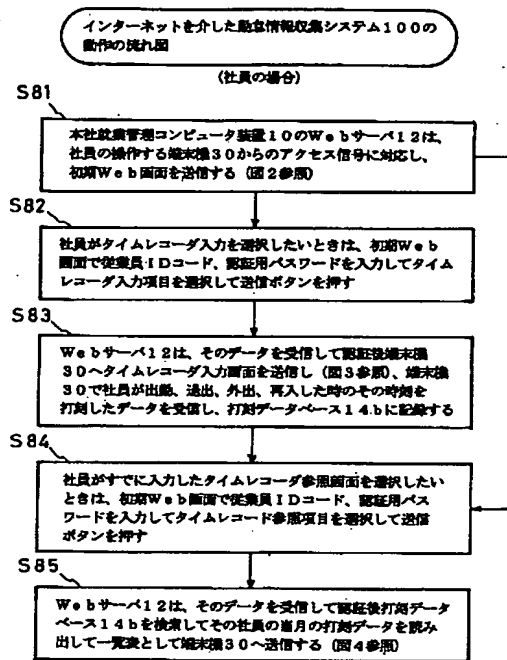 インターネットを介した勤怠情報収集システム100の
動作の流れ図
(社員の場合)
S81
本社就業管理コンピュータ装置10のWebサーバ12は、
社員の操作する端末機30からのアクセス信号に対応し、
初期Web画面を送信する(図2参照)
S82
社員がタイムレコーダ入力を選択したいときは、初期Web
画面で従業員IDコード、認証用パスワードを入力してタイム
レコーダ入力項目を選択して送信ボタンを押す
S83
Webサーバ12は、そのデータを受信して認証後端末機
30へタイムレコーダ入力画面を送信し(図3参照)、端末機
30で社員が出勤、退出、外出、再入した時のその時刻を
打刻したデータを受信し、打刻データベース14bに記録する
S84
社員がすでに入力したタイムレコーダ参照画面を選択したい
ときは、初期Web画面で従業員IDコード、認証用パス
ワードを入力してタイムレコード参照項目を選択して送信
ボタンを押す
S85
Webサーバ12は、そのデータを受信して認証後打刻データ
ベース14bを検索してその社員の当月の打刻データを読み
出して一覧表として端末機30へ送信する(図4参照)